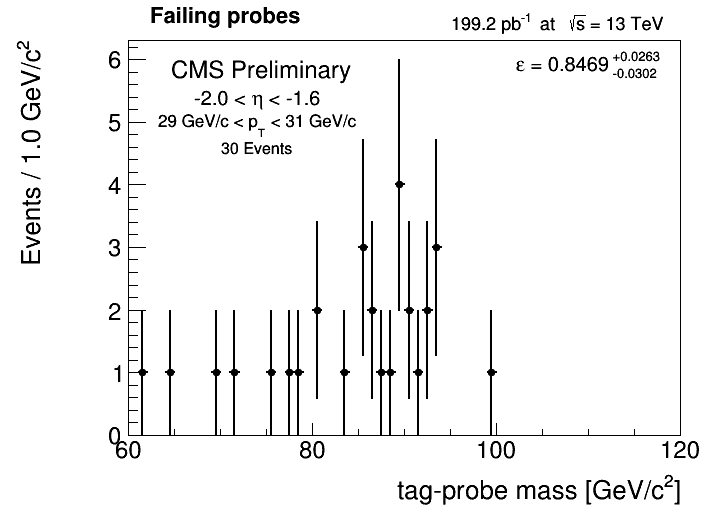 Failing probes
199.2 pb⁻¹ at √s = 13 TeV
CMS Preliminary
-2.0 < η < -1.6
29 GeV/c < p_T < 31 GeV/c
30 Events
ε = 0.8469 +0.0263 -0.0302
Events / 1.0 GeV/c²
6
5
4
3
2
1
0
60 80 100 120
tag-probe mass [GeV/c²]